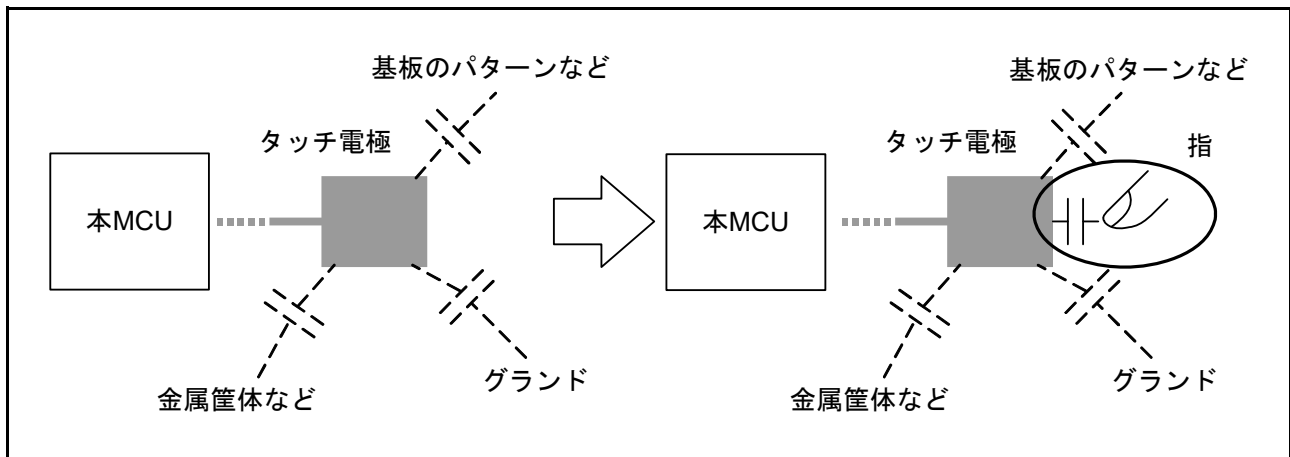 基板のパターンなど
タッチ電極
本MCU
金属筐体など
グランド
基板のパターンなど
タッチ電極
指
本MCU
金属筐体など
グランド